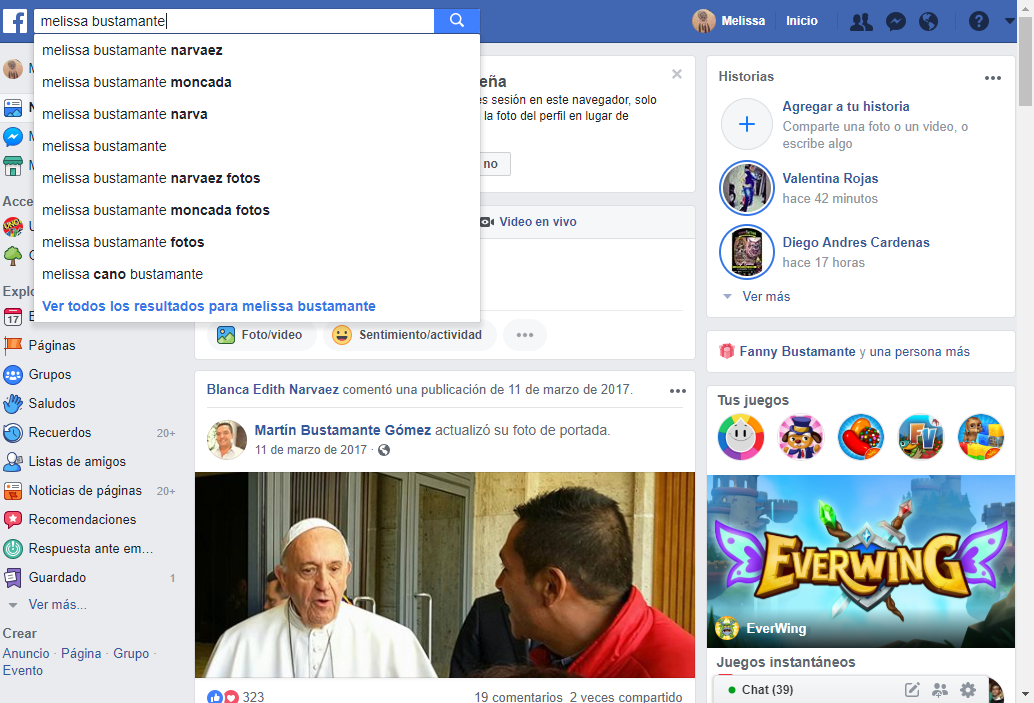 melissa bustamante
Melissa
Inicio
melissa bustamante narvaez
melissa bustamante moncada
melissa bustamante narva
melissa bustamante
melissa bustamante narvaez fotos
melissa bustamante moncada fotos
melissa bustamante fotos
melissa cano bustamante
Ver todos los resultados para melissa bustamante
Acce
Explo
17
Páginas
Grupos
Saludos
Recuerdos 20+
Listas de amigos
Noticias de páginas 20+
Recomendaciones
Respuesta ante em...
Guardado 1
Ver más...
Crear
Anuncio · Página · Grupo ·
Evento
eña
es sesión en este navegador, solo
la foto del perfil en lugar de
no
Video en vivo
Foto/video
Sentimiento/actividad
Blanca Edith Narvaez comentó una publicación de 11 de marzo de 2017.
Martín Bustamante Gómez actualizó su foto de portada.
11 de marzo de 2017 ·
323
19 comentarios 2 veces compartido
Historias
Agregar a tu historia
Comparte una foto o un video, o
escribe algo
Valentina Rojas
hace 42 minutos
Diego Andres Cardenas
hace 17 horas
Ver más
Fanny Bustamante y una persona más
Tus juegos
FV
EVERWING
EverWing
Juegos instantáneos
Chat (39)